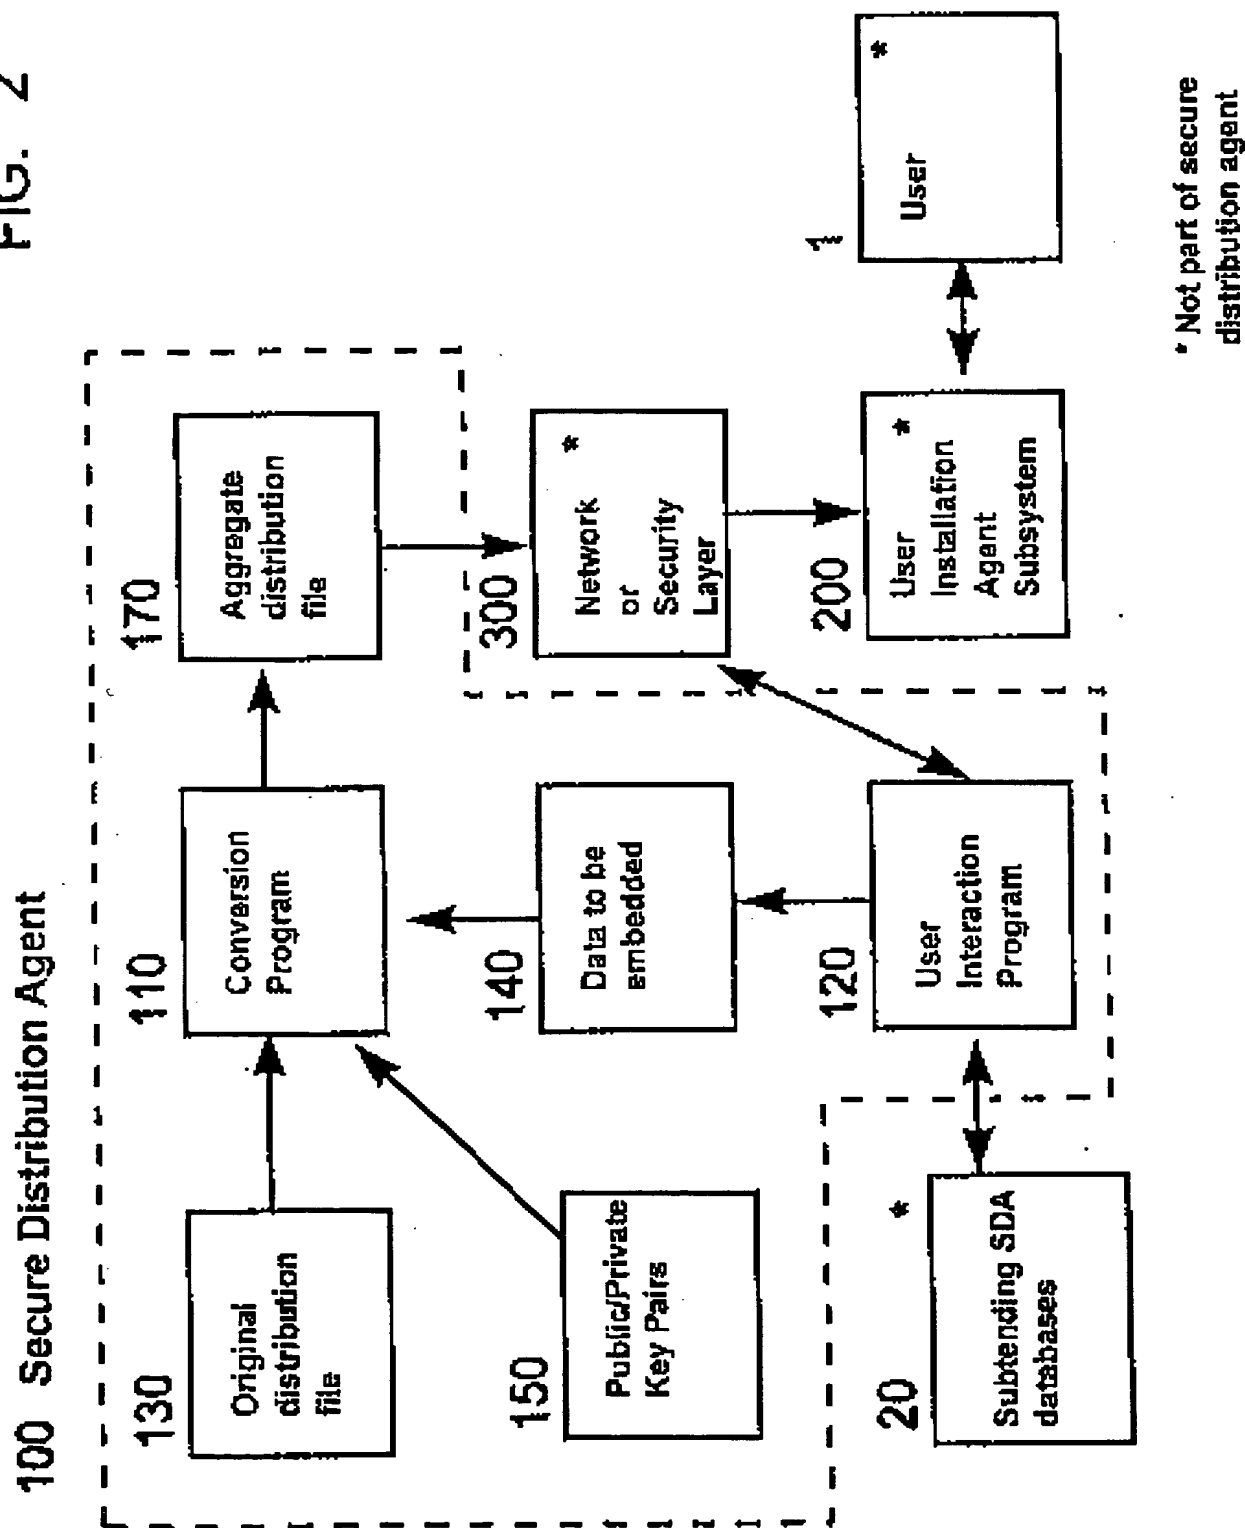 FIG. 2
100 Secure Distribution Agent
130
Original
distribution
file
110
Conversion
Program
170
Aggregate
distribution
file
150
Public/Private
Key Pairs
140
Data to be
embedded
300
Network *
or
Security
Layer
20
*
Subtending SDA
databases
120
User
Interaction
Program
200
User *
Installation
Agent
Subsystem
1
User
*
* Not part of secure
distribution agent